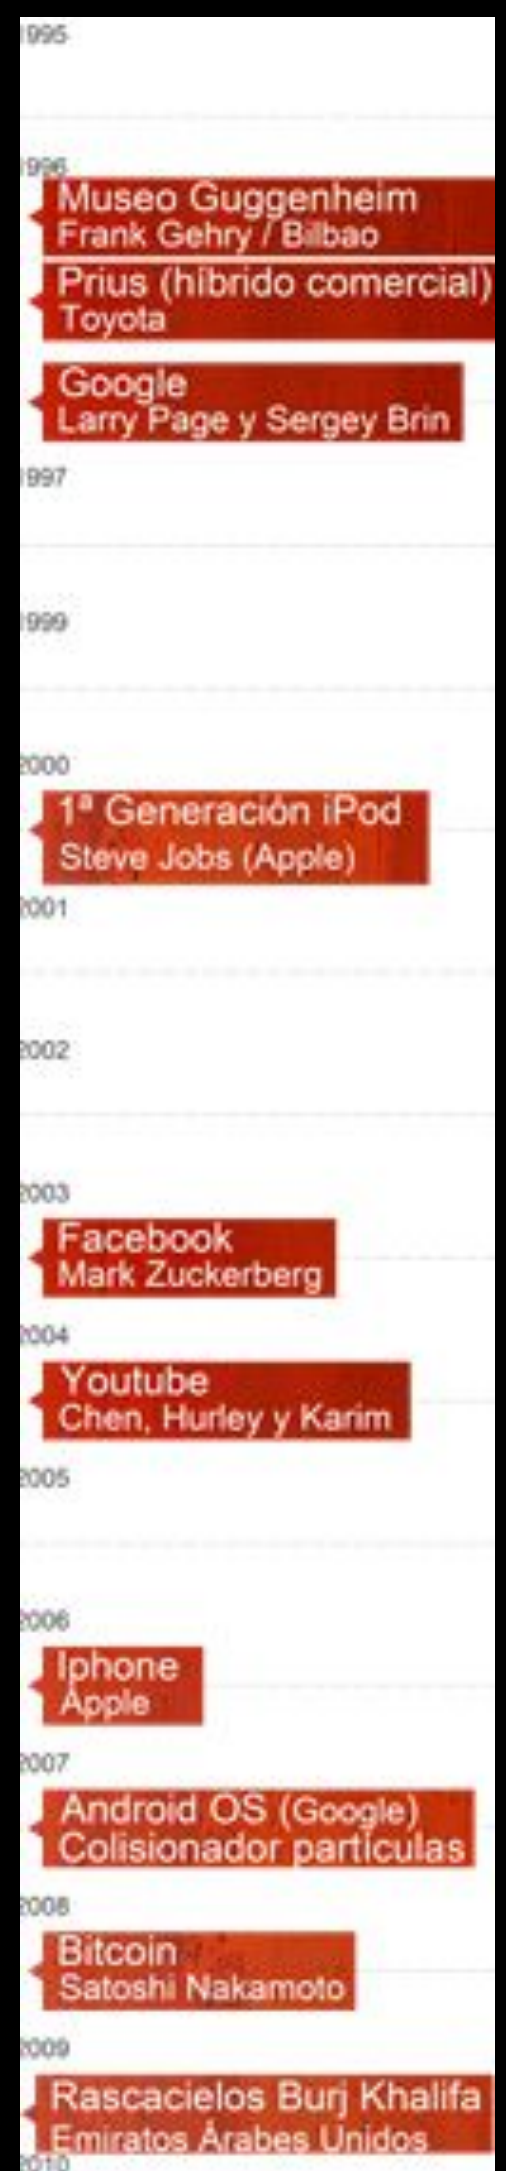 1995
1996
Museo Guggenheim
Frank Gehry / Bilbao
Prius (híbrido comercial)
Toyota
Google
Larry Page y Sergey Brin
1997
1999
2000
1ª Generación iPod
Steve Jobs (Apple)
2001
2002
2003
Facebook
Mark Zuckerberg
2004
Youtube
Chen, Hurley y Karim
2005
2006
Iphone
Apple
2007
Android OS (Google)
Colisionador partículas
2008
Bitcoin
Satoshi Nakamoto
2009
Rascacielos Burj Khalifa
Emiratos Árabes Unidos
2010